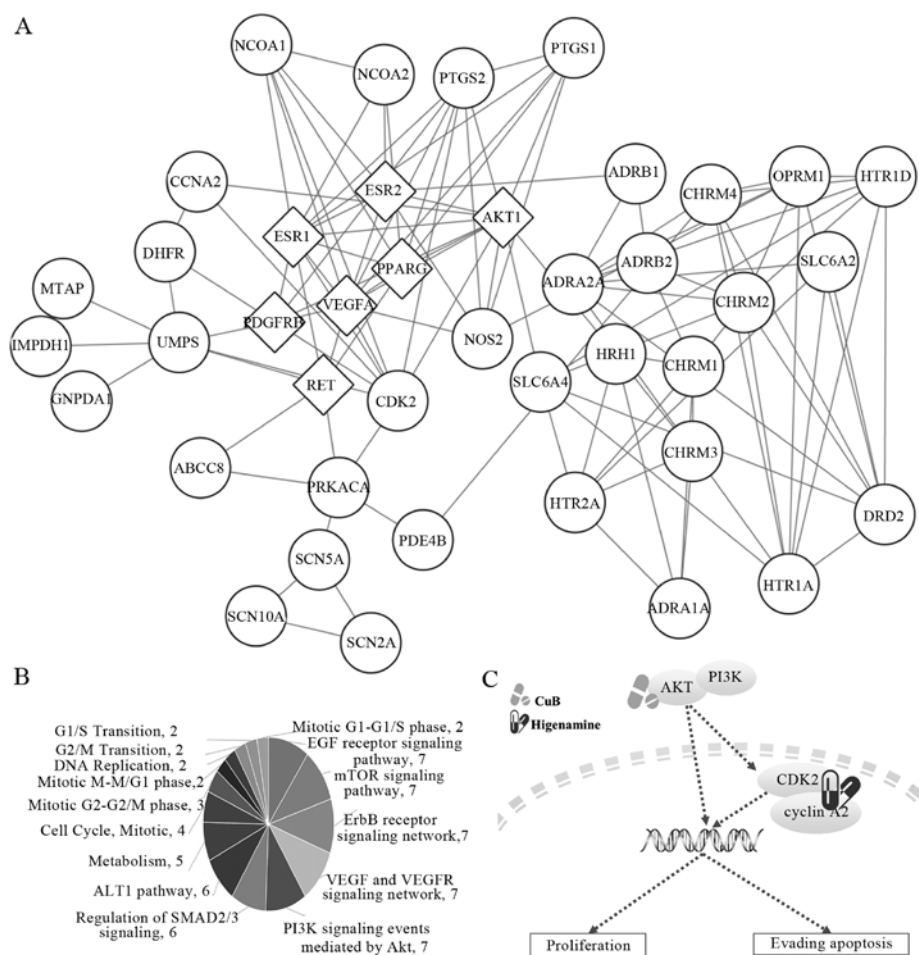 A
NCOA1
NCOA2
PTGS2
PTGS1
CCNA2
ESR2
ADRB1
CHRM4
OPRM1
HTR1D
AKT1
ESR1
DHFR
PPARG
ADRA2A
ADRB2
SLC6A2
MTAP
VEGFA
CHRM2
PDGFRB
IMPDH1
UMPS
NOS2
HRH1
CHRM1
GNPDA1
RET
CDK2
SLC6A4
ABCC8
PRKACA
CHRM3
HTR2A
DRD2
PDE4B
SCN5A
HTR1A
SCN10A
ADRA1A
SCN2A
B
G1/S Transition, 2
G2/M Transition, 2
DNA Replication, 2
Mitotic M-M/G1 phase,2
Mitotic G2-G2/M phase, 3
Cell Cycle, Mitotic, 4
Metabolism, 5
ALT1 pathway, 6
Regulation of SMAD2/3
signaling, 6
Mitotic G1-G1/S phase, 2
EGF receptor signaling
pathway, 7
mTOR signaling
pathway, 7
ErbB receptor
signaling network,7
VEGF and VEGFR
signaling network, 7
PI3K signaling events
mediated by Akt, 7
C
CuB
Higenamine
AKT
PI3K
CDK2
cyclin A2
Proliferation
Evading apoptosis